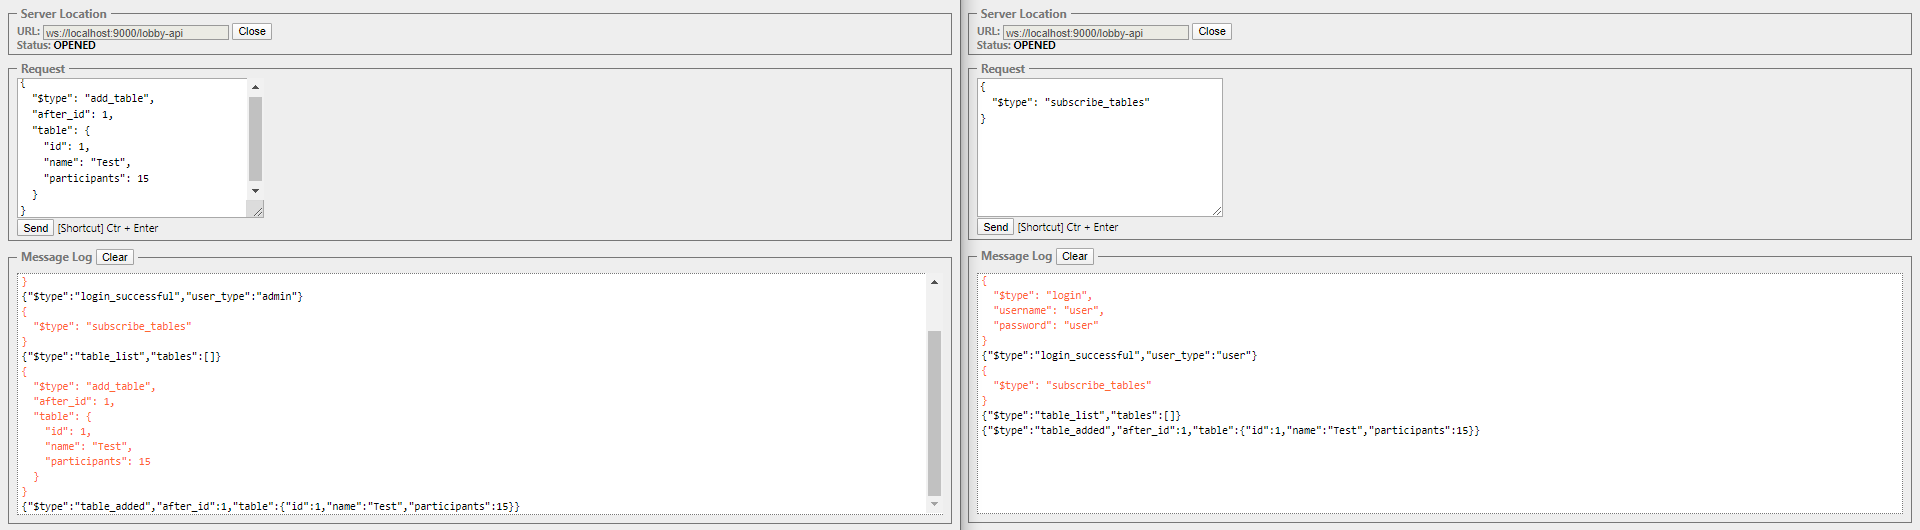 Server Location
URL: ws://localhost:9000/lobby-api Close
Status: OPENED
Request
{
  "$type": "add_table",
  "after_id": 1,
  "table": {
    "id": 1,
    "name": "Test",
    "participants": 15
  }
}
Send [Shortcut] Ctr + Enter
Message Log Clear
}
{"$type":"login_successful","user_type":"admin"}
{
  "$type": "subscribe_tables"
}
{"$type":"table_list","tables":[]}
{
  "$type": "add_table",
  "after_id": 1,
  "table": {
    "id": 1,
    "name": "Test",
    "participants": 15
  }
}
{"$type":"table_added","after_id":1,"table":{"id":1,"name":"Test","participants":15}}
Server Location
URL: ws://localhost:9000/lobby-api Close
Status: OPENED
Request
{
  "$type": "subscribe_tables"
}
Send [Shortcut] Ctr + Enter
Message Log Clear
{
  "$type": "login",
  "username": "user",
  "password": "user"
}
{"$type":"login_successful","user_type":"user"}
{
  "$type": "subscribe_tables"
}
{"$type":"table_list","tables":[]}
{"$type":"table_added","after_id":1,"table":{"id":1,"name":"Test","participants":15}}